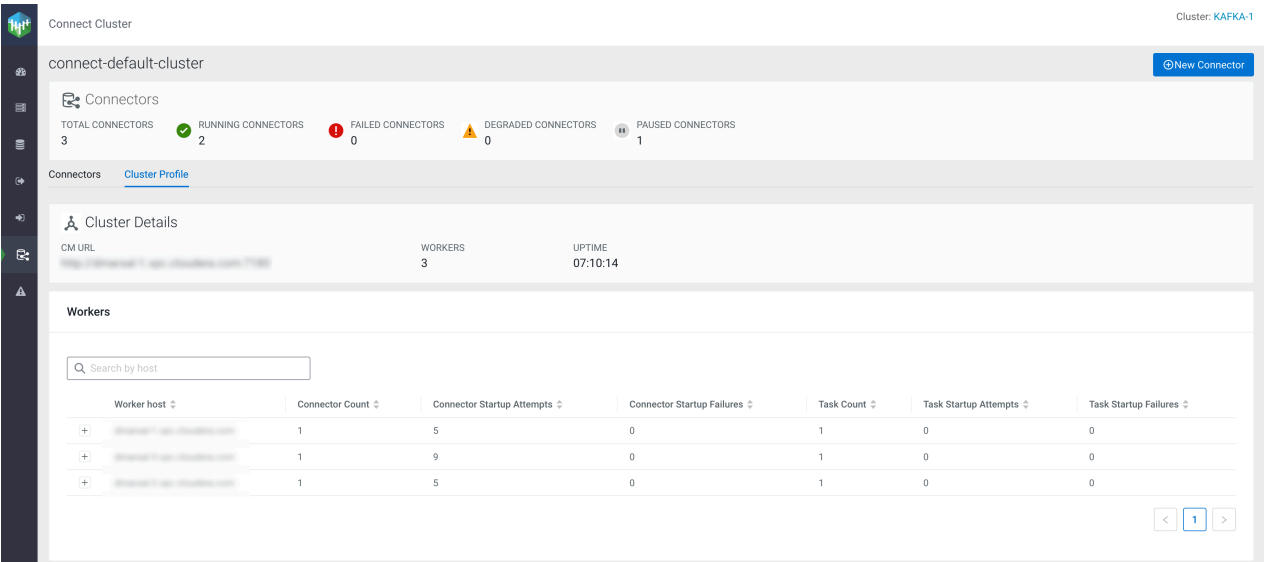 Connect Cluster
Cluster: KAFKA-1
connect-default-cluster
New Connector
Connectors
TOTAL CONNECTORS RUNNING CONNECTORS FAILED CONNECTORS DEGRADED CONNECTORS PAUSED CONNECTORS
3 2 0 0 1
Connectors Cluster Profile
Cluster Details
CM URL WORKERS UPTIME
3 07:10:14
Workers
Search by host
Worker host Connector Count Connector Startup Attempts Connector Startup Failures Task Count Task Startup Attempts Task Startup Failures
1 5 0 1 0 0
1 9 0 1 0 0
1 5 0 1 0 0
< 1 >